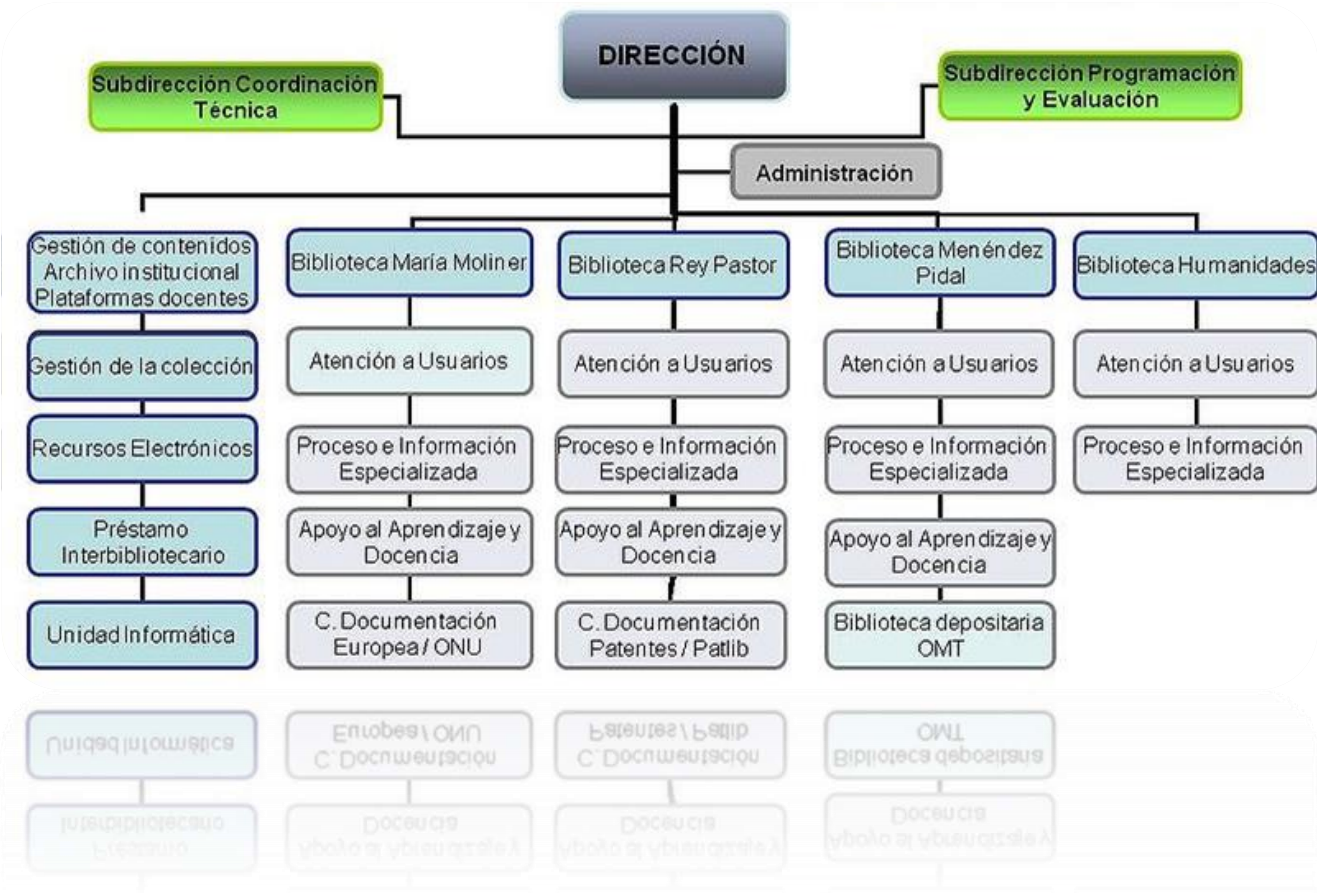 DIRECCIÓN
Subdirección Coordinación
Técnica
Subdirección Programación
y Evaluación
Administración
Gestión de contenidos
Archivo institucional
Plataformas docentes
Gestión de la colección
Recursos Electrónicos
Préstamo
Interbibliotecario
Unidad Informática
Biblioteca María Moliner
Atención a Usuarios
Proceso e Información
Especializada
Apoyo al Aprendizaje y
Docencia
C. Documentación
Europea / ONU
Biblioteca Rey Pastor
Atención a Usuarios
Proceso e Información
Especializada
Apoyo al Aprendizaje y
Docencia
C. Documentación
Patentes / Patlib
Biblioteca Menéndez
Pidal
Atención a Usuarios
Proceso e Información
Especializada
Apoyo al Aprendizaje y
Docencia
Biblioteca depositaria
OMT
Biblioteca Humanidades
Atención a Usuarios
Proceso e Información
Especializada